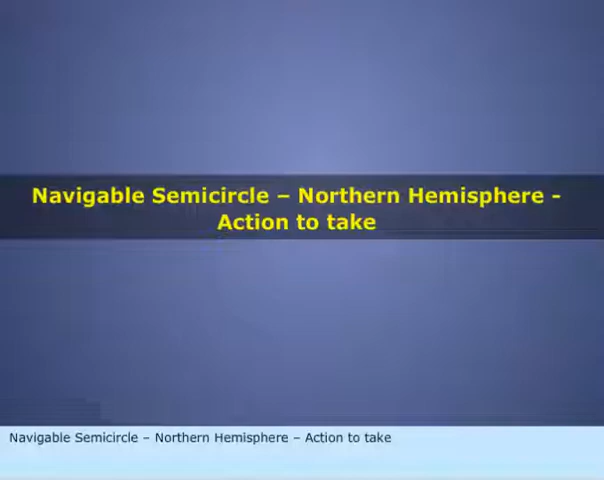 Navigable Semicircle – Northern Hemisphere -
Action to take
Navigable Semicircle – Northern Hemisphere – Action to take